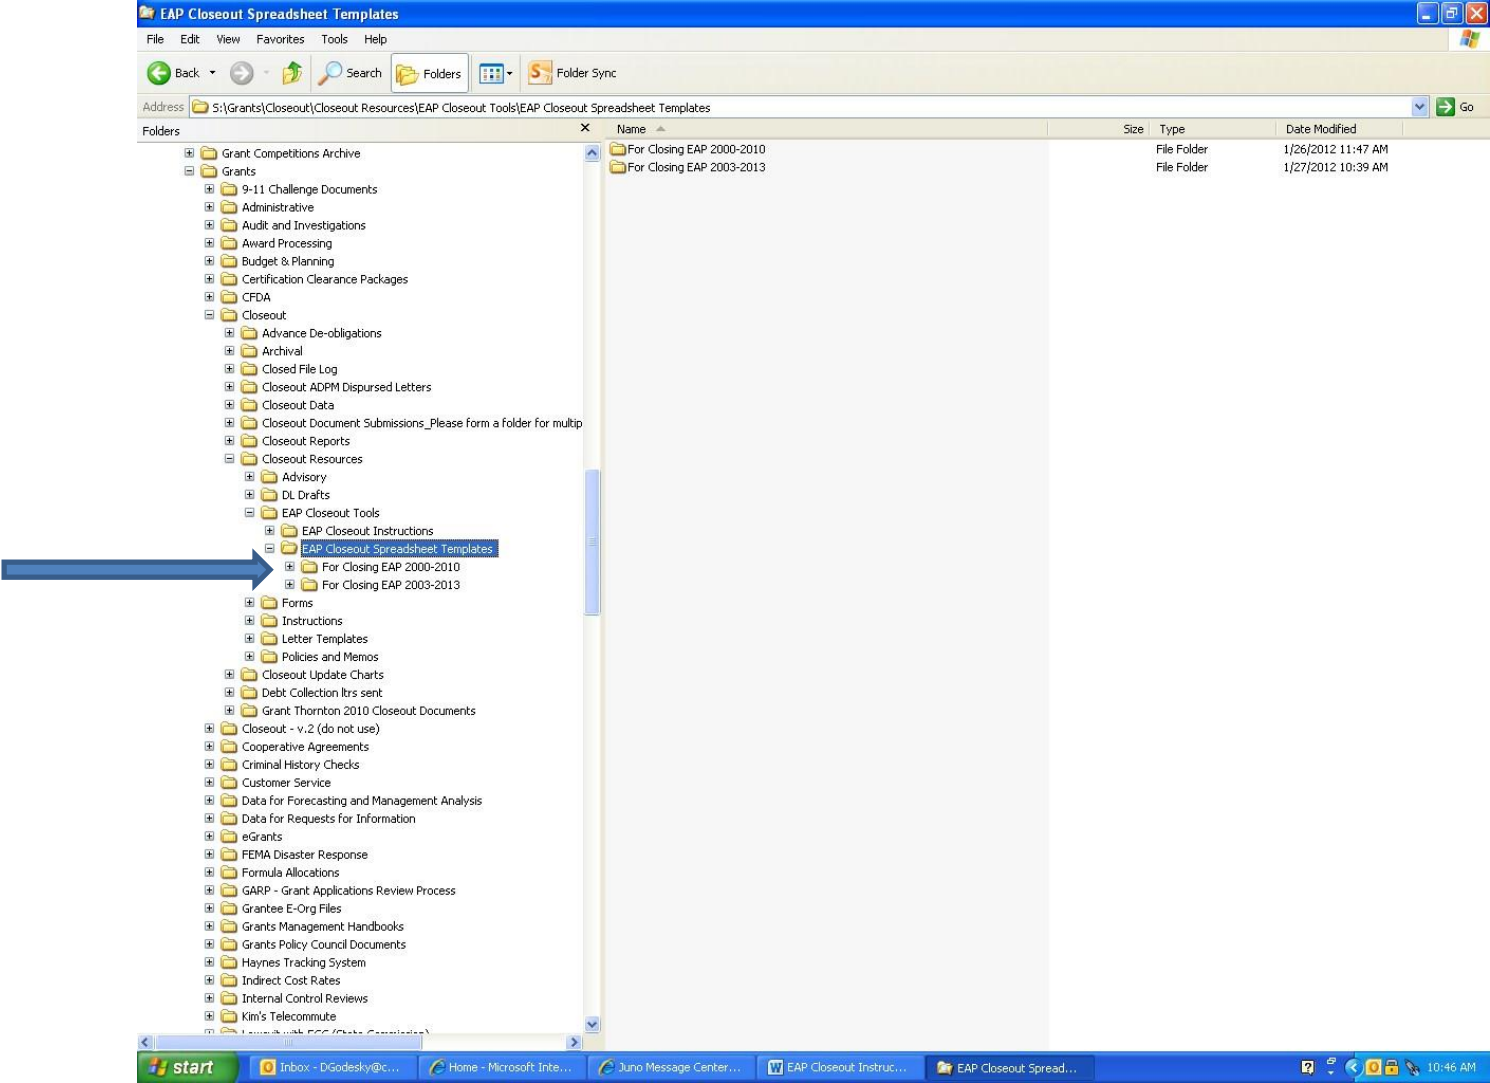 EAP Closeout Spreadsheet Templates
File Edit View Favorites Tools Help
Back Search Folders Folder Sync
Address S:\Grants\Closeout\Closeout Resources\EAP Closeout Tools\EAP Closeout Spreadsheet Templates Go
Folders Name Size Type Date Modified
For Closing EAP 2000-2010 File Folder 1/26/2012 11:47 AM
For Closing EAP 2003-2013 File Folder 1/27/2012 10:39 AM
Grant Competitions Archive
Grants
9-11 Challenge Documents
Administrative
Audit and Investigations
Award Processing
Budget & Planning
Certification Clearance Packages
CFDA
Closeout
Advance De-obligations
Archival
Closed File Log
Closeout ADPM Dispursed Letters
Closeout Data
Closeout Document Submissions_Please form a folder for multip
Closeout Reports
Closeout Resources
Advisory
DL Drafts
EAP Closeout Tools
EAP Closeout Instructions
EAP Closeout Spreadsheet Templates
For Closing EAP 2000-2010
For Closing EAP 2003-2013
Forms
Instructions
Letter Templates
Policies and Memos
Closeout Update Charts
Debt Collection ltrs sent
Grant Thornton 2010 Closeout Documents
Closeout - v.2 (do not use)
Cooperative Agreements
Criminal History Checks
Customer Service
Data for Forecasting and Management Analysis
Data for Requests for Information
eGrants
FEMA Disaster Response
Formula Allocations
GARP - Grant Applications Review Process
Grantee E-Org Files
Grants Management Handbooks
Grants Policy Council Documents
Haynes Tracking System
Indirect Cost Rates
Internal Control Reviews
Kim's Telecommute
start Inbox - DGodesky@c... Home - Microsoft Inte... Juno Message Center... EAP Closeout Instruc... EAP Closeout Spread... 10:46 AM